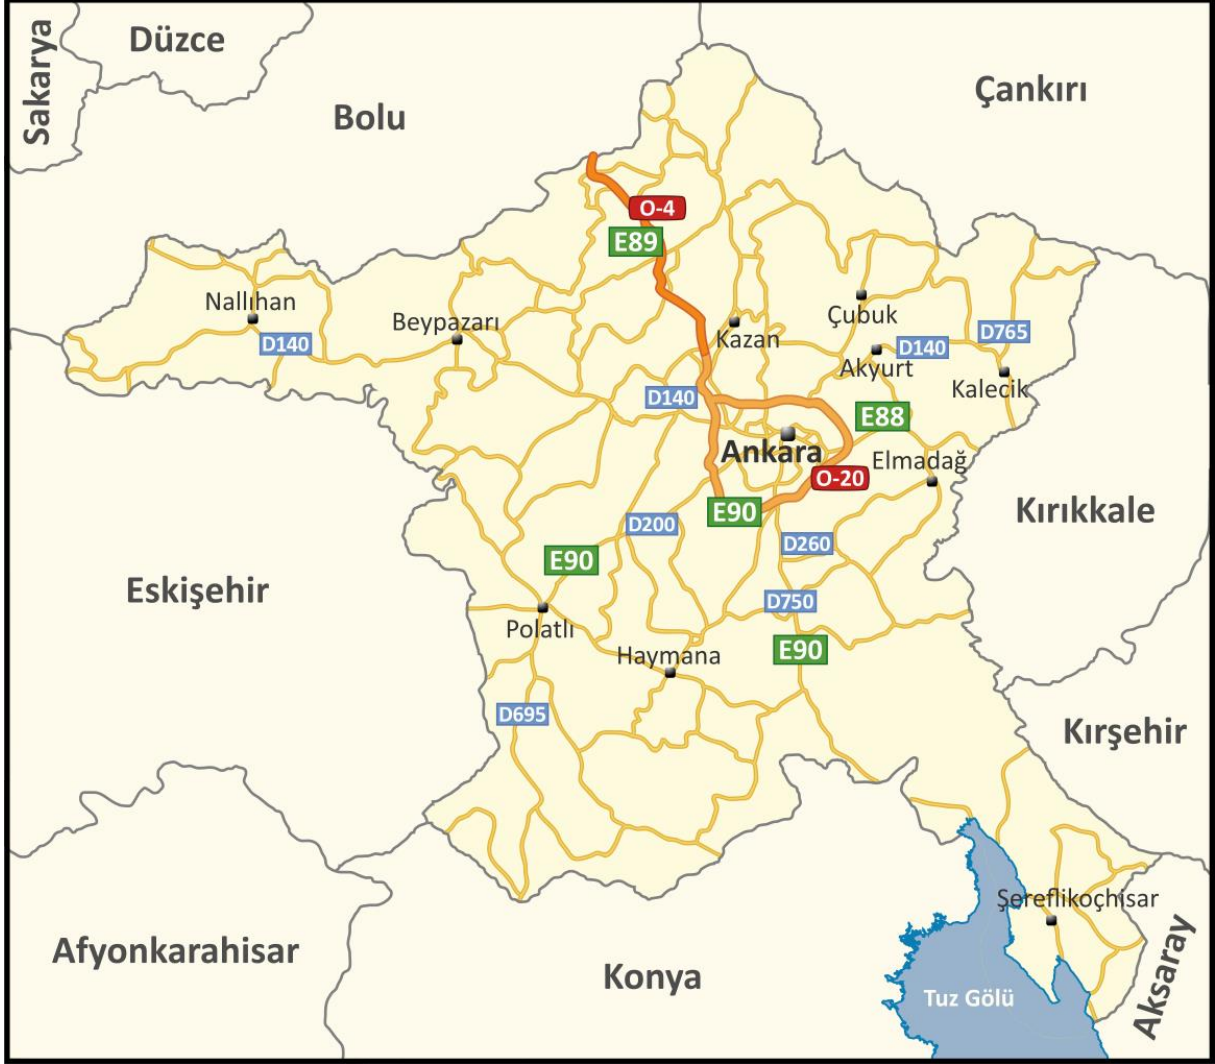 Sakarya
Düzce
Bolu
Çankırı
O-4
E89
Nallıhan
D140
Beypazarı
Kazan
Çubuk
D765
Akyurt
D140
Kalecik
D140
E88
Ankara
Elmadağ
O-20
E90
Kırıkkale
D200
D260
E90
Eskişehir
D750
Polatlı
Haymana
E90
D695
Kırşehir
Şereflikoçhisar
Afyonkarahisar
Konya
Tuz Gölü
Aksaray